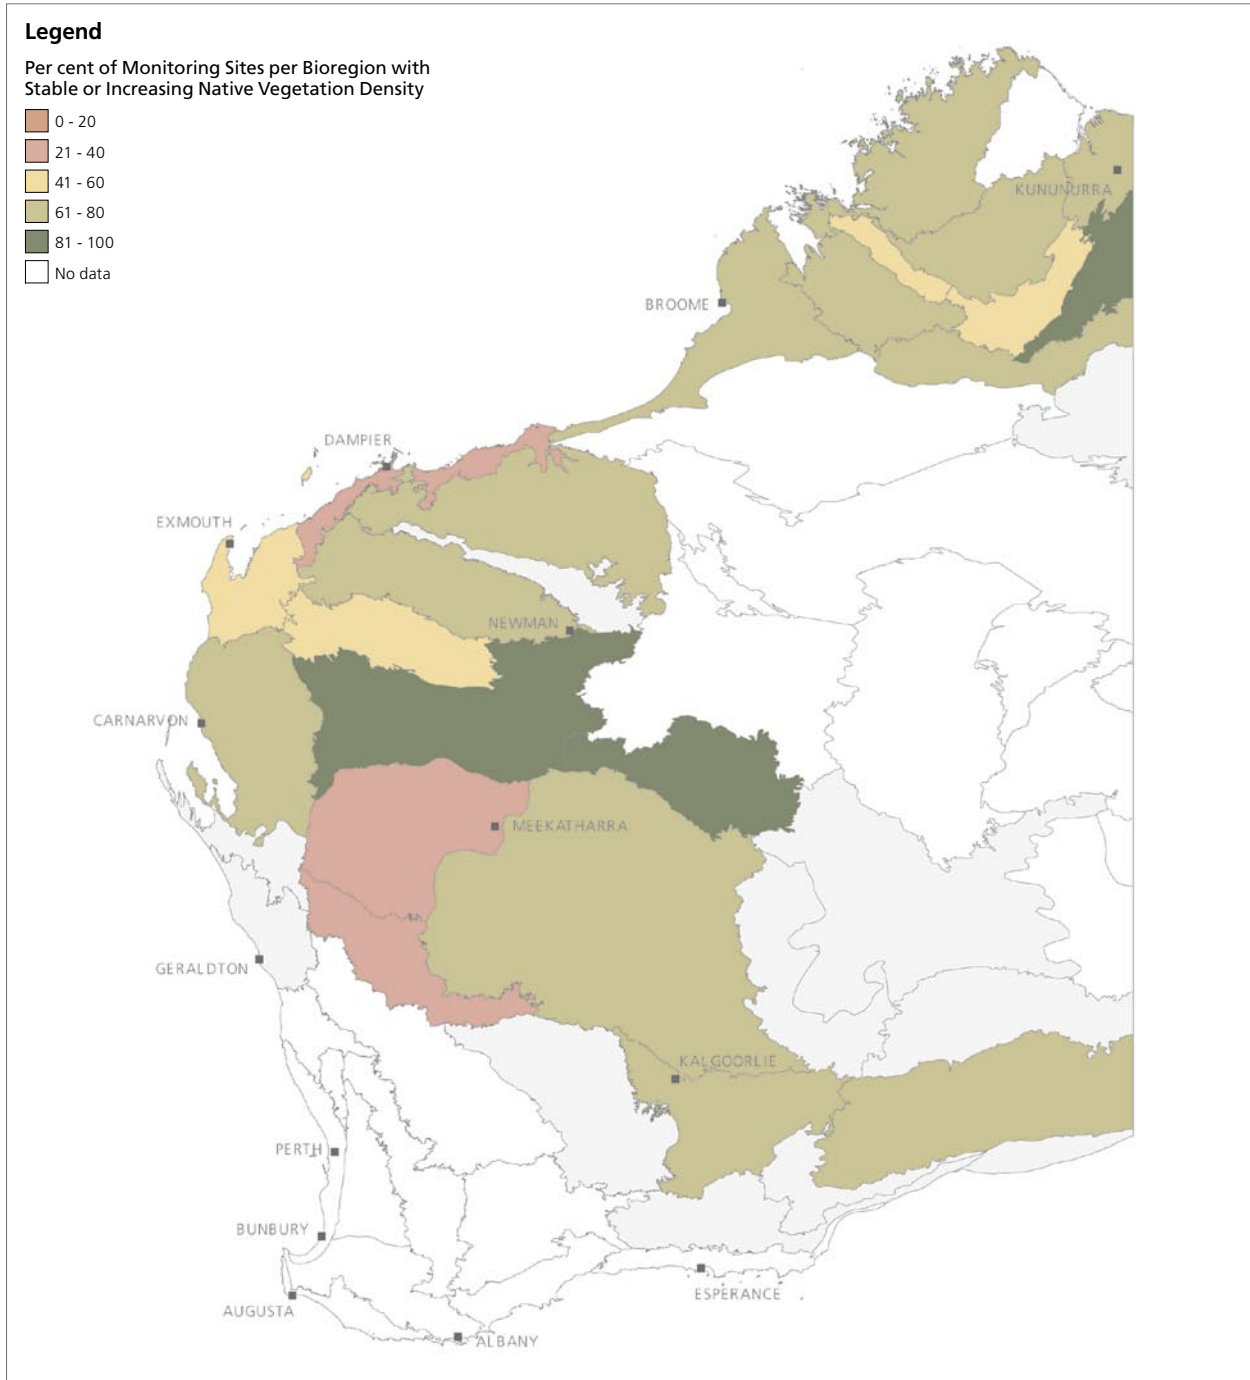 Legend
Per cent of Monitoring Sites per Bioregion with
Stable or Increasing Native Vegetation Density
0 - 20
21 - 40
41 - 60
61 - 80
81 - 100
No data
KUNUNURRA
BROOME
DAMPIER
EXMOUTH
NEWMAN
CARNARVON
MEEKATHARRA
GERALDTON
KALGOORLIE
PERTH
BUNBURY
ESPERANCE
AUGUSTA
ALBANY